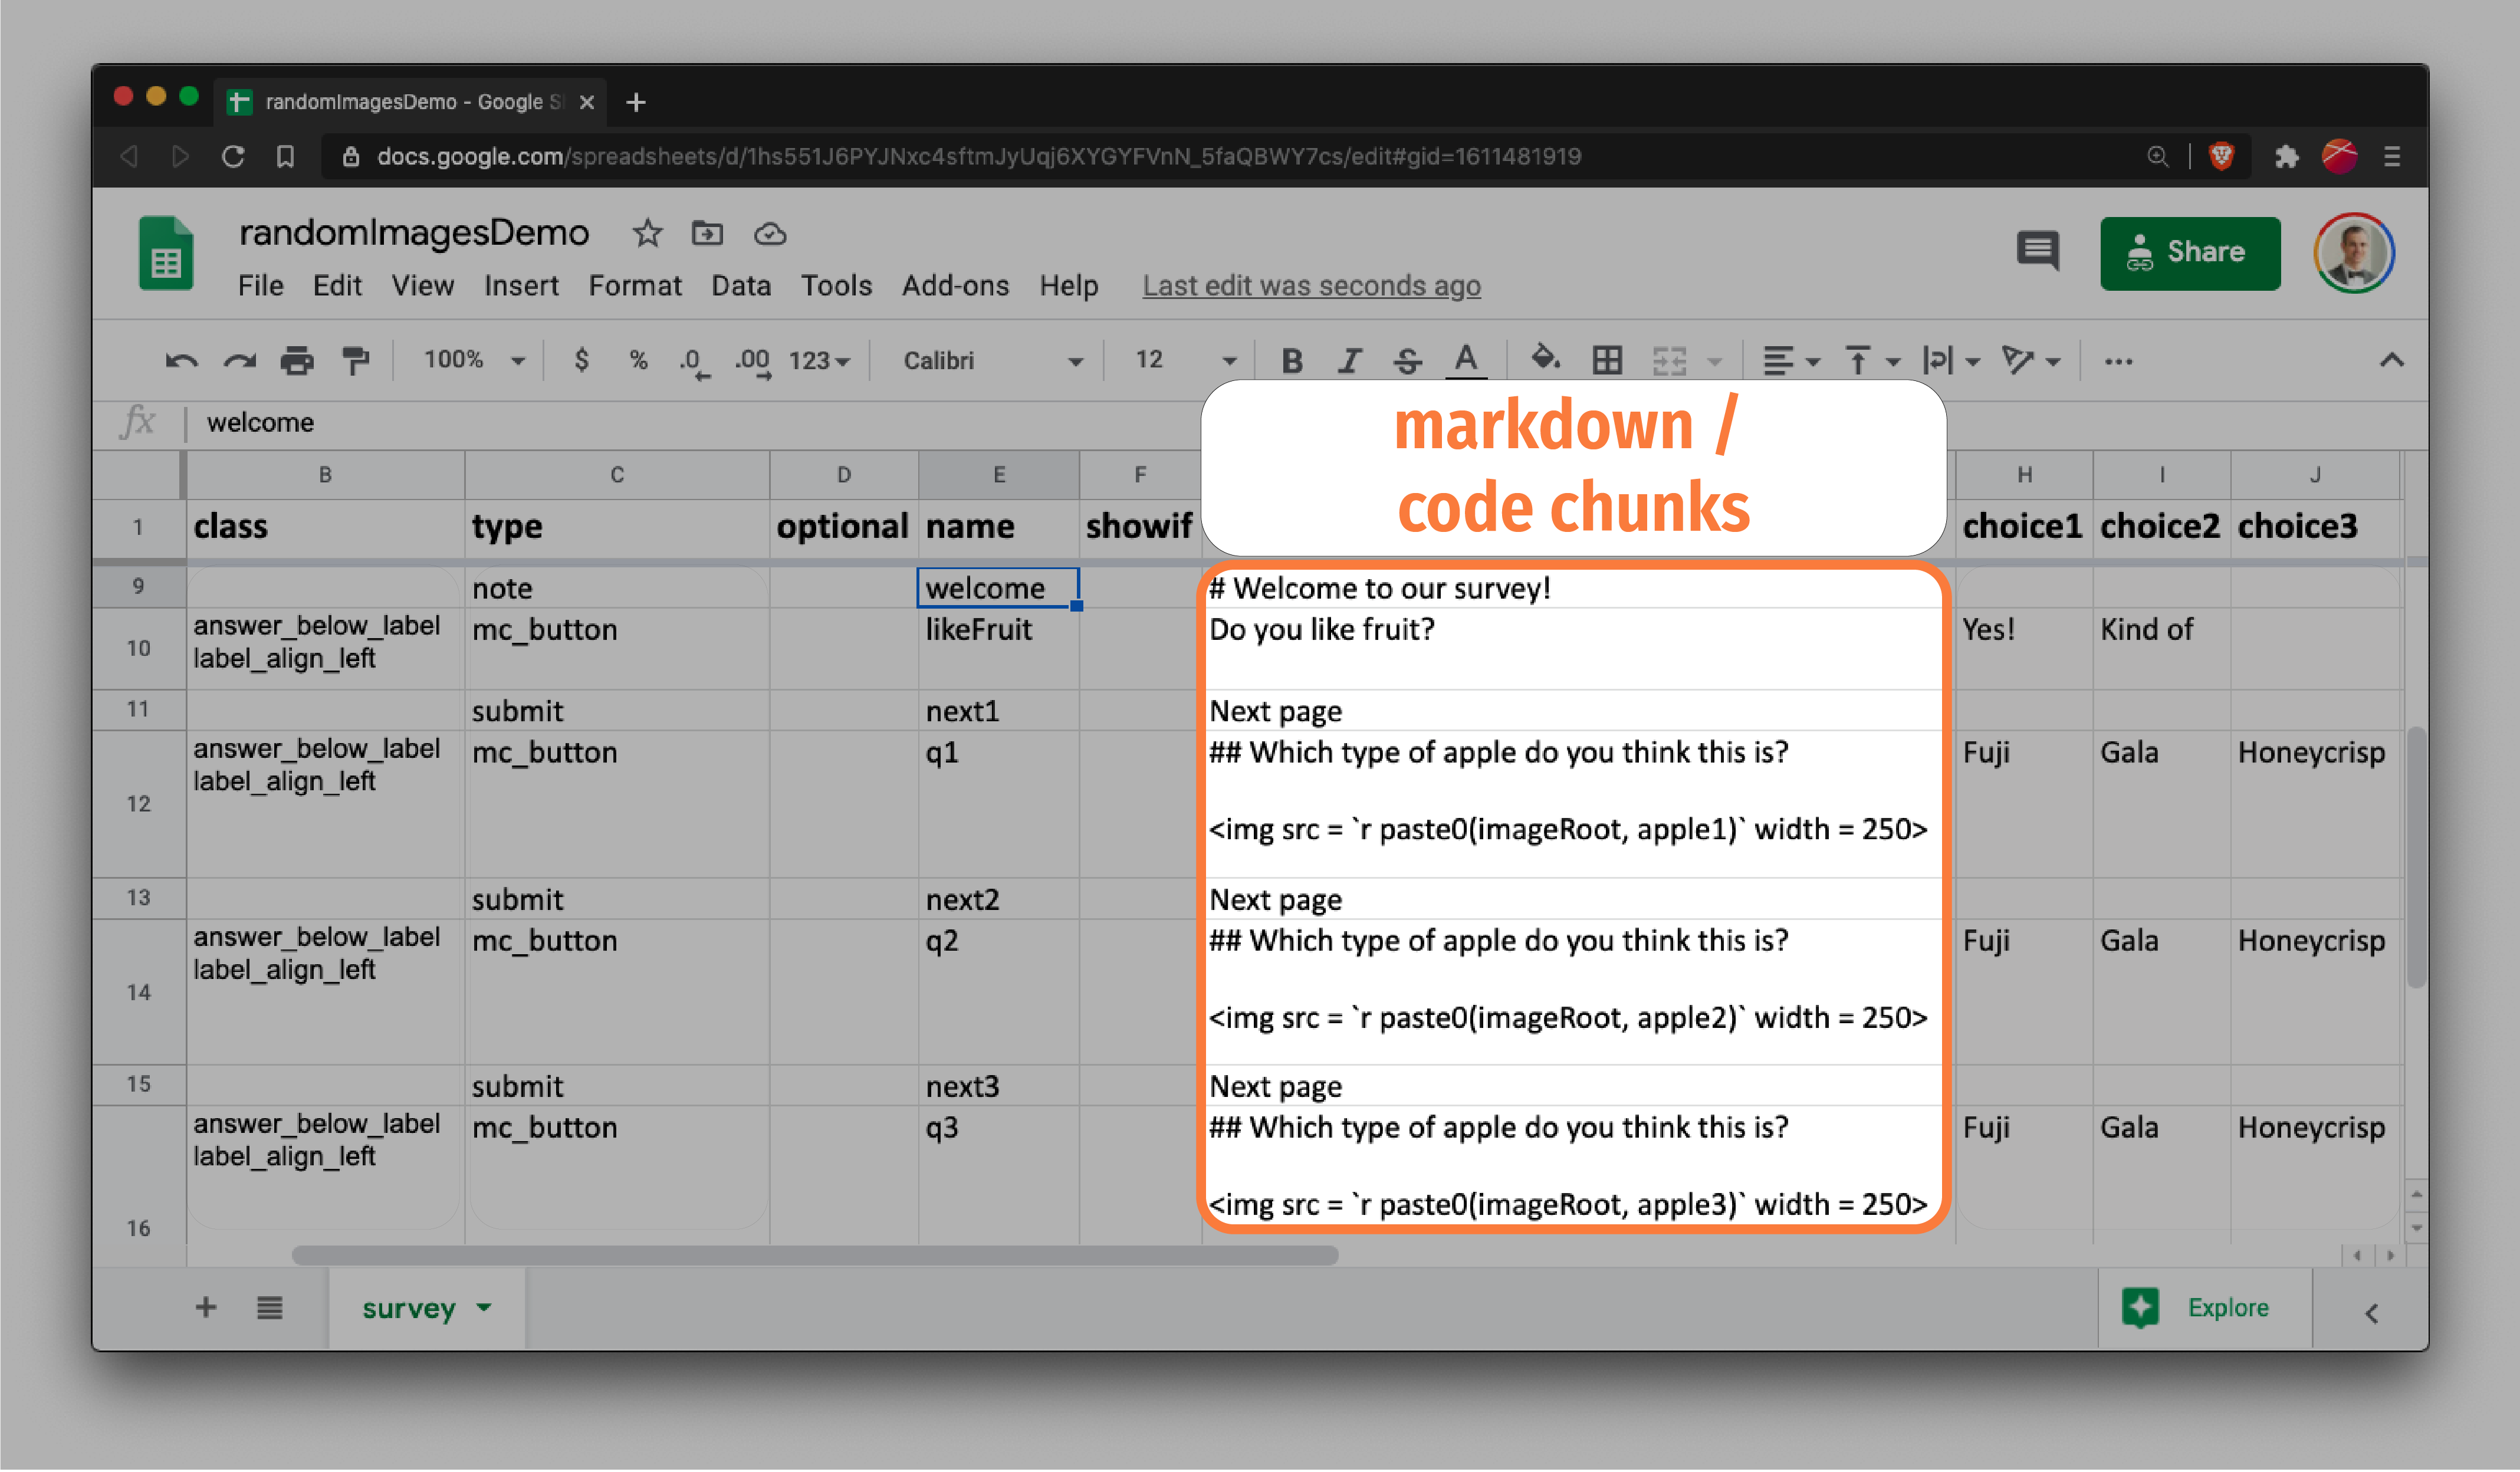 randomImagesDemo - Google S
docs.google.com/spreadsheets/d/1hs551J6PYJNxc4sftmJyUqj6XYGYFVnN_5faQBWY7cs/edit#gid=1611481919
randomImagesDemo
File Edit View Insert Format Data Tools Add-ons Help Last edit was seconds ago
Share
100% $ % .0 .00 123 Calibri 12 B I S A
fx welcome
markdown /
code chunks
B C D E F H I J
1 class type optional name showif choice1 choice2 choice3
9 note welcome # Welcome to our survey!
10 answer_below_label mc_button likeFruit Do you like fruit? Yes! Kind of
label_align_left
11 submit next1 Next page
12 answer_below_label mc_button q1 ## Which type of apple do you think this is? Fuji Gala Honeycrisp
label_align_left
<img src = `r paste0(imageRoot, apple1)` width = 250>
13 submit next2 Next page
14 answer_below_label mc_button q2 ## Which type of apple do you think this is? Fuji Gala Honeycrisp
label_align_left
<img src = `r paste0(imageRoot, apple2)` width = 250>
15 submit next3 Next page
16 answer_below_label mc_button q3 ## Which type of apple do you think this is? Fuji Gala Honeycrisp
label_align_left
<img src = `r paste0(imageRoot, apple3)` width = 250>
survey
Explore